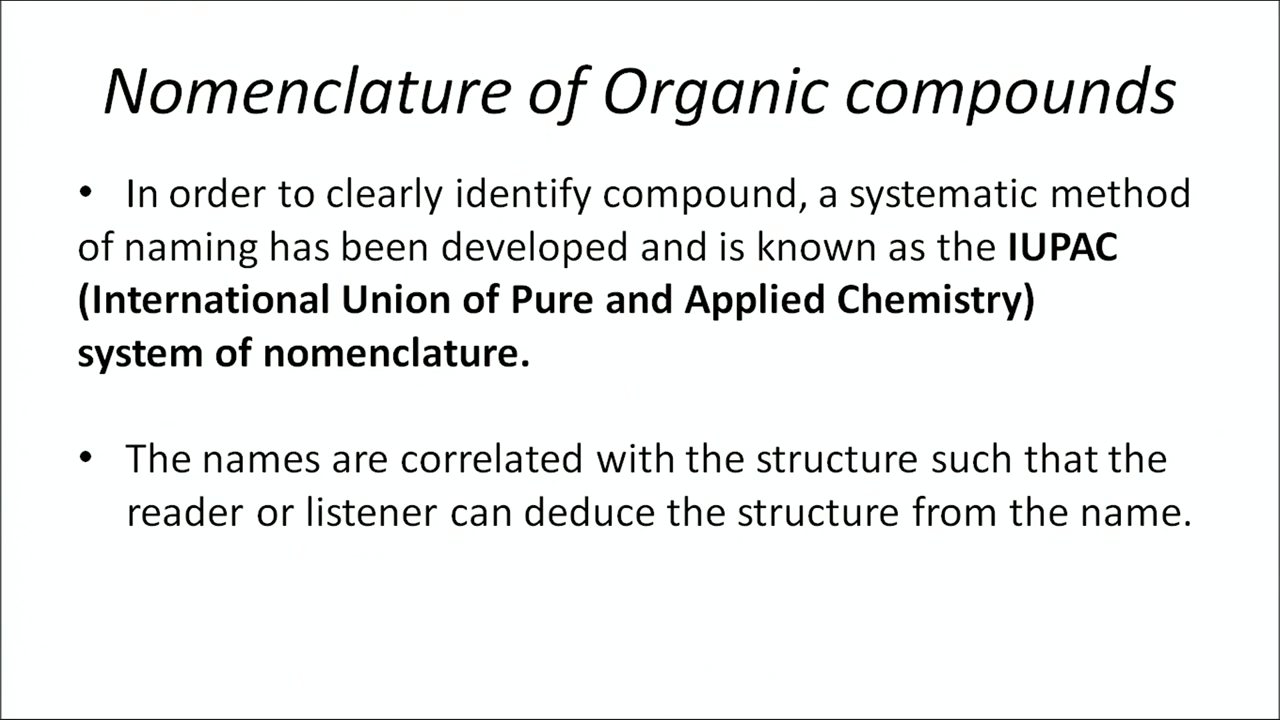 Nomenclature of Organic compounds
• In order to clearly identify compound, a systematic method
of naming has been developed and is known as the IUPAC
(International Union of Pure and Applied Chemistry)
system of nomenclature.
• The names are correlated with the structure such that the
reader or listener can deduce the structure from the name.